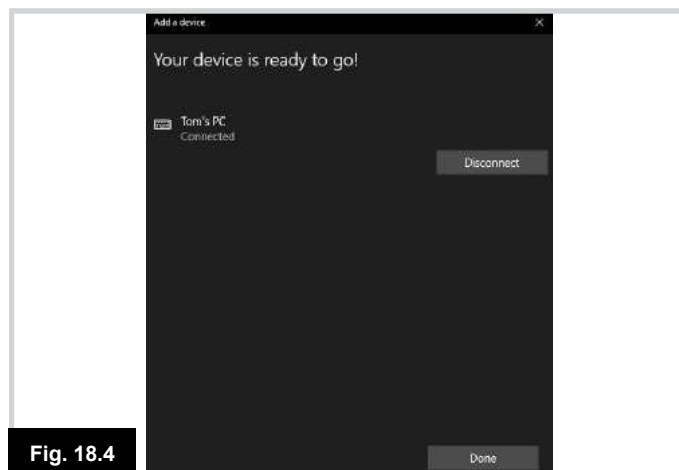 Add a device
Your device is ready to go!
Tom's PC
Connected
Disconnect
Done
Fig. 18.4